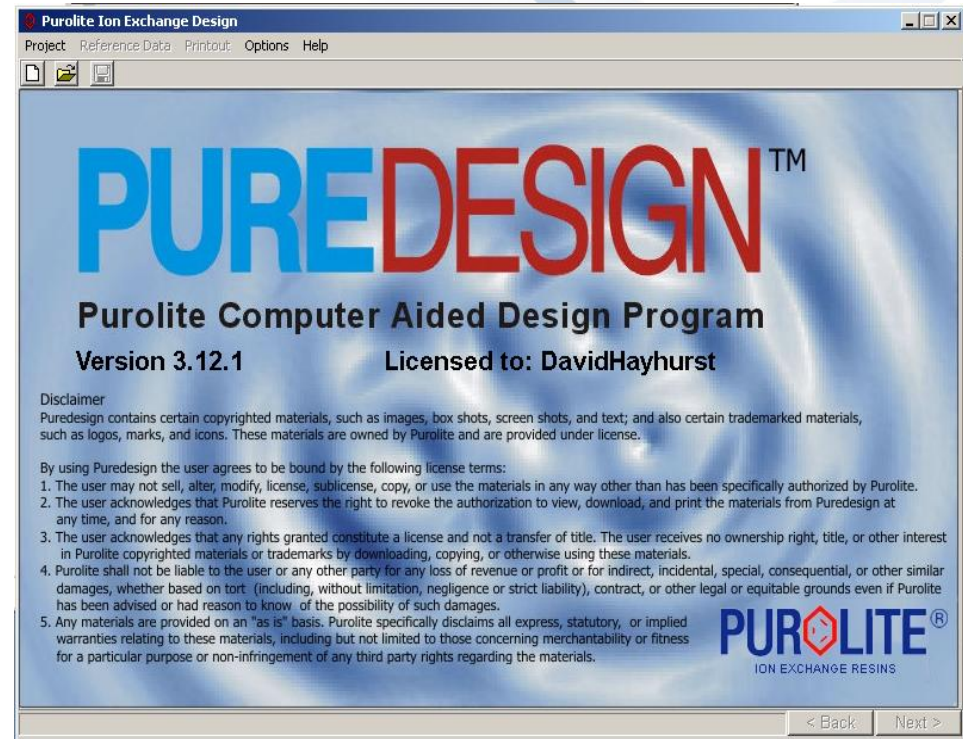 Purolite Ion Exchange Design
Project Reference Data Printout Options Help
PUREDESIGN™
Purolite Computer Aided Design Program
Version 3.12.1 Licensed to: DavidHayhurst
Disclaimer
Puredesign contains certain copyrighted materials, such as images, box shots, screen shots, and text; and also certain trademarked materials,
such as logos, marks, and icons. These materials are owned by Purolite and are provided under license.
By using Puredesign the user agrees to be bound by the following license terms:
1. The user may not sell, alter, modify, license, sublicense, copy, or use the materials in any way other than has been specifically authorized by Purolite.
2. The user acknowledges that Purolite reserves the right to revoke the authorization to view, download, and print the materials from Puredesign at
any time, and for any reason.
3. The user acknowledges that any rights granted constitute a license and not a transfer of title. The user receives no ownership right, title, or other interest
in Purolite copyrighted materials or trademarks by downloading, copying, or otherwise using these materials.
4. Purolite shall not be liable to the user or any other party for any loss of revenue or profit or for indirect, incidental, special, consequential, or other similar
damages, whether based on tort (including, without limitation, negligence or strict liability), contract, or other legal or equitable grounds even if Purolite
has been advised or had reason to know of the possibility of such damages.
5. Any materials are provided on an "as is" basis. Purolite specifically disclaims all express, statutory, or implied
warranties relating to these materials, including but not limited to those concerning merchantability or fitness
for a particular purpose or non-infringement of any third party rights regarding the materials.
PUROLITE®
ION EXCHANGE RESINS
< Back Next >